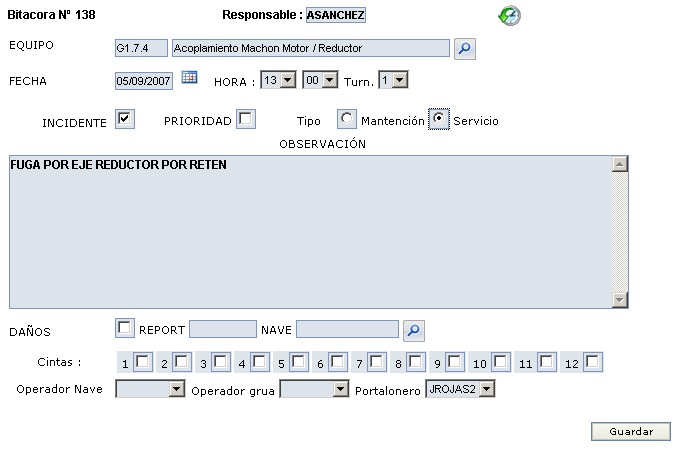 Bitacora Nº 138 Responsable : ASANCHEZ
EQUIPO G1.7.4 Acoplamiento Machon Motor / Reductor
FECHA 05/09/2007 HORA : 13 00 Turn. 1
INCIDENTE PRIORIDAD Tipo Mantención Servicio
OBSERVACIÓN
FUGA POR EJE REDUCTOR POR RETEN
DAÑOS REPORT NAVE
Cintas : 1 2 3 4 5 6 7 8 9 10 11 12
Operador Nave Operador grua Portalonero JROJAS2
Guardar